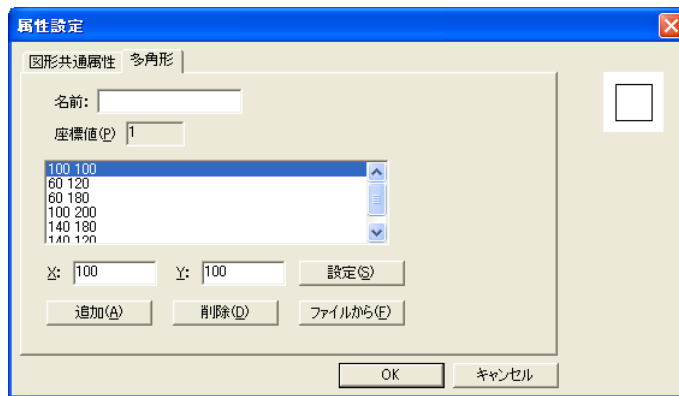 属性設定
図形共通属性 多角形
名前:
座標値(P) 1
100 100
60 120
60 180
100 200
140 180
140 120
X: 100 Y: 100 設定(S)
追加(A) 削除(D) ファイルから(F)
OK キャンセル